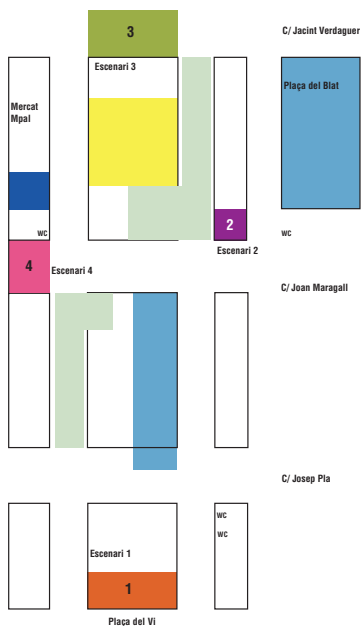 3
C/ Jacint Verdaguer
Escenari 3
Plaça del Blat
Mercat
Mpal
2
WC
WC
Escenari 2
4
Escenari 4
C/ Joan Maragall
C/ Josep Pla
WC
WC
Escenari 1
1
Plaça del Vi